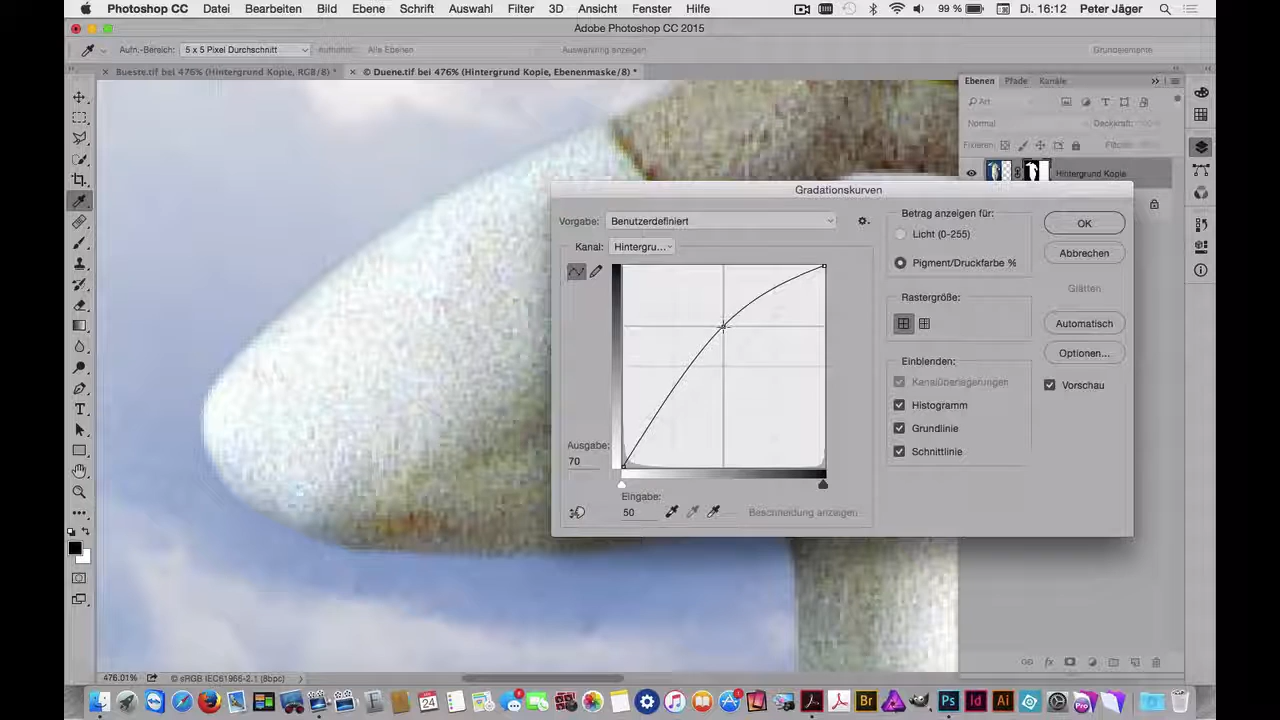 Photoshop CC Datei Bearbeiten Bild Ebene Schrift Auswahl Filter 3D Ansicht Fenster Hilfe 99 % Di. 16:12 Peter Jäger
Adobe Photoshop CC 2015
Aufn.-Bereich: 5 x 5 Pixel Durchschnitt Alle Ebenen Auswahlring anzeigen Grundelemente
Bueste.tif bei 476% (Hintergrund Kopie, RGB/8) * © Duene.tif bei 476% (Hintergrund Kopie, Ebenenmaske/8) *
Ebenen Pfade Kanäle
Art
Normal Deckkraft:
Fixieren:
Hintergrund Kopie
Gradationskurven
Vorgabe: Benutzerdefiniert
Kanal: Hintergru...
Ausgabe:
70
Eingabe:
50
Beschneidung anzeigen
Betrag anzeigen für:
Licht (0-255)
Pigment/Druckfarbe %
Rastergröße:
Einblenden:
Kanalüberlagerungen
Histogramm
Grundlinie
Schnittlinie
OK
Abbrechen
Glätten
Automatisch
Optionen...
Vorschau
476.01% © sRGB IEC61966-2.1 (8bpc)
24
Br
Ps Id Ai
Pro